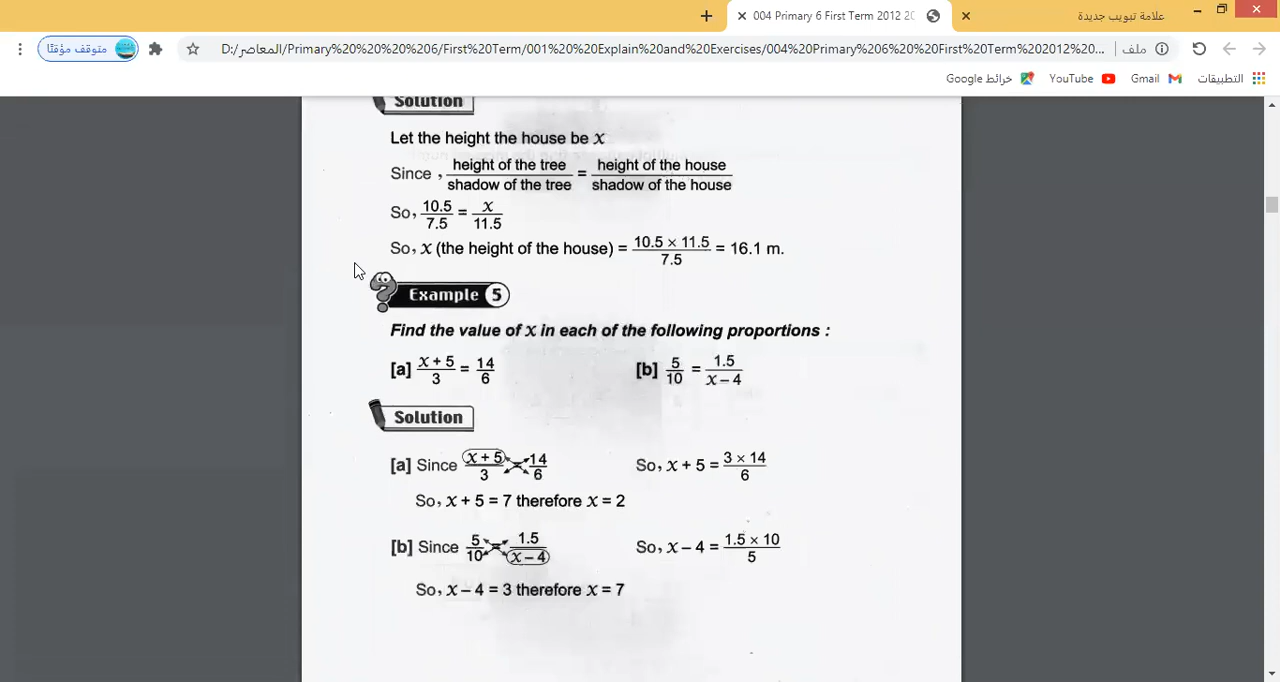 004 Primary 6 First Term 2012 20
علامة تبويب جديدة
متوقف مؤقتًا
D:/المعاصر/Primary%20%20%20%206/First%20Term/001%20%20Explain%20and%20Exercises/004%20Primary%206%20%20First%20Term%202012%20...
ملف
خرائط Google
YouTube
Gmail
التطبيقات
Solution
Let the height the house be x
Since , height of the tree / shadow of the tree = height of the house / shadow of the house
So, 10.5 / 7.5 = x / 11.5
So, x (the height of the house) = 10.5 × 11.5 / 7.5 = 16.1 m.
Example 5
Find the value of x in each of the following proportions :
[a] x + 5 / 3 = 14 / 6 [b] 5 / 10 = 1.5 / x – 4
Solution
[a] Since x + 5 / 3 = 14 / 6 So, x + 5 = 3 × 14 / 6
So, x + 5 = 7 therefore x = 2
[b] Since 5 / 10 = 1.5 / x – 4 So, x – 4 = 1.5 × 10 / 5
So, x – 4 = 3 therefore x = 7